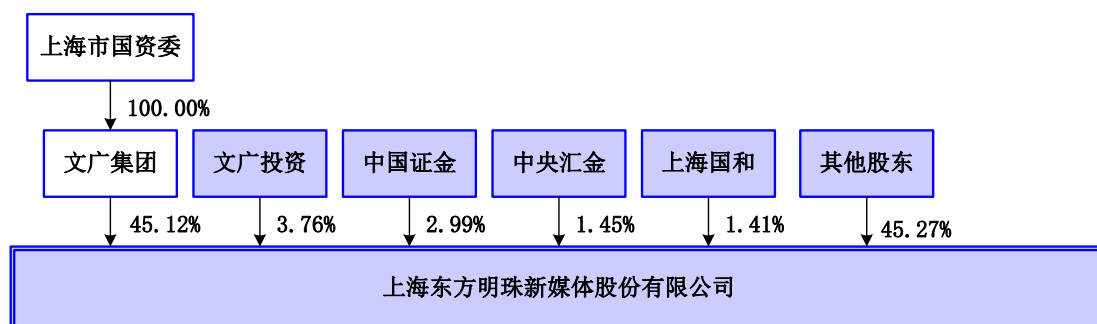 上海市国资委
100.00%
文广集团
文广投资
中国证金
中央汇金
上海国和
其他股东
45.12%
3.76%
2.99%
1.45%
1.41%
45.27%
上海东方明珠新媒体股份有限公司